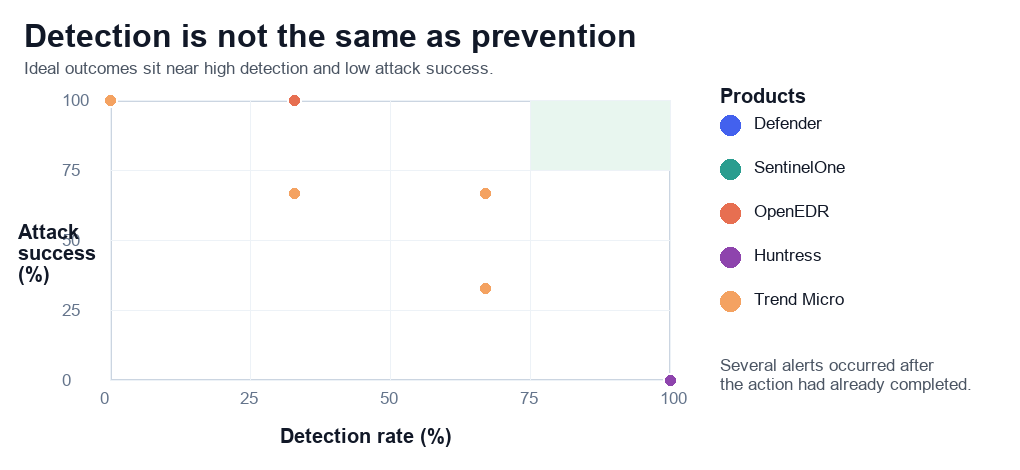 Detection is not the same as prevention
Ideal outcomes sit near high detection and low attack success.
100
75
50
25
0
Attack
success
(%)
0 25 50 75 100
Detection rate (%)
Products
Defender
SentinelOne
OpenEDR
Huntress
Trend Micro
Several alerts occurred after
the action had already completed.